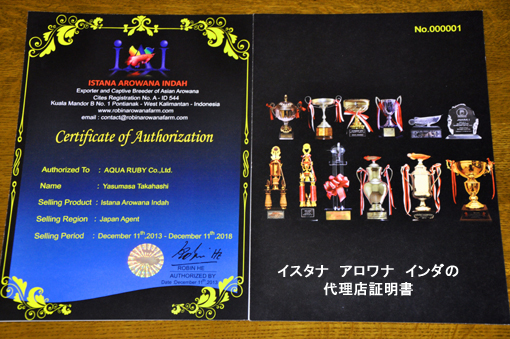 IAI
ISTANA AROWANA INDAH
Exporter and Captive Breeder of Asian Arowana
Cites Registration No. A - ID 544
Kuala Mandor B No. 1 Pontianak - West Kalimantan - Indonesia
www.robinarowanafarm.com
email : contact@robinarowanafarm.com
Certificate of Authorization
Authorized To : AQUA RUBY Co.,Ltd.
Name : Yasumasa Takahashi
Selling Product : Istana Arowana Indah
Selling Region : Japan Agent
Selling Period : December 11th,2013 - December 11th,2018
ROBIN HE
AUTHORIZED BY
Date: December 11th
No.000001
イスタナ アロワナ インダの
代理店証明書